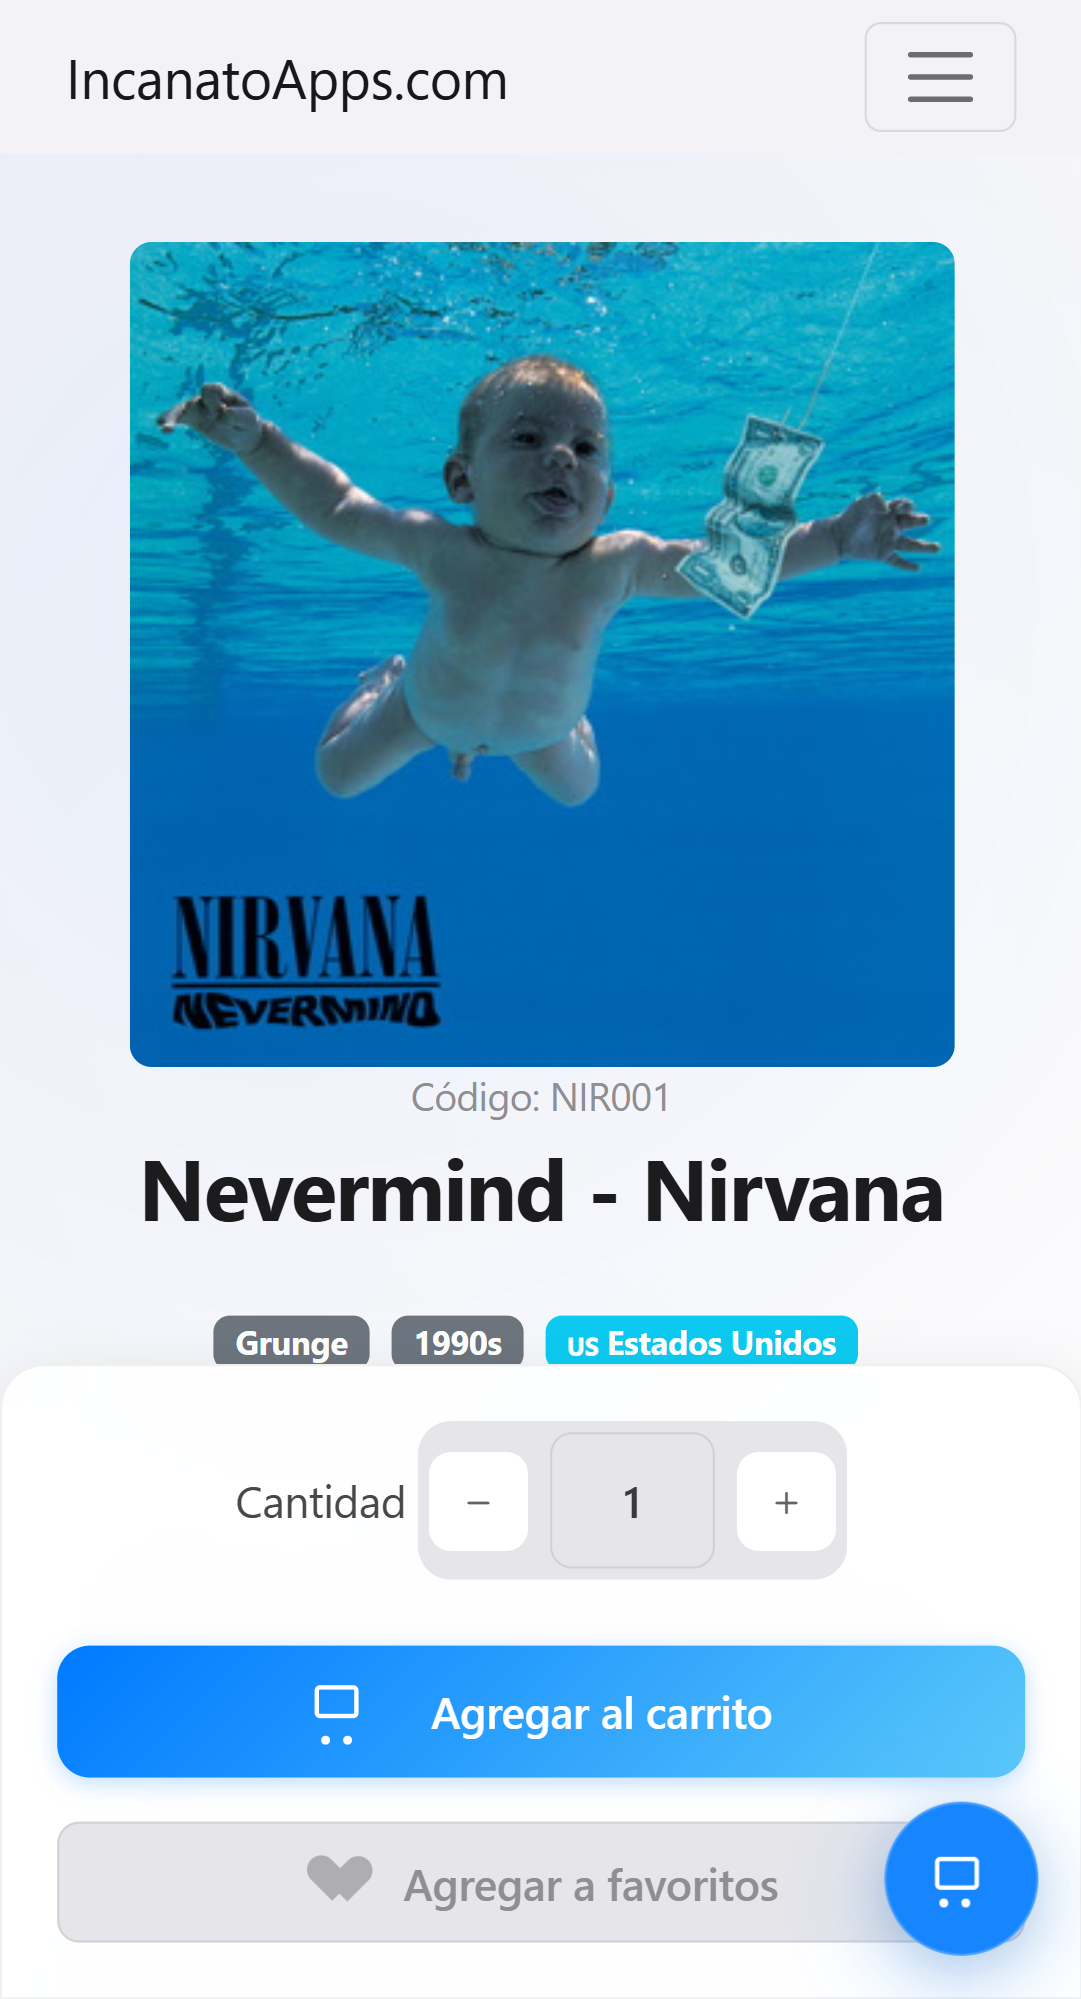 IncanatoApps.com
NIRVANA
NEVERMIND
Código: NIR001
Nevermind - Nirvana
Grunge 1990s US Estados Unidos
Cantidad − 1 +
Agregar al carrito
Agregar a favoritos